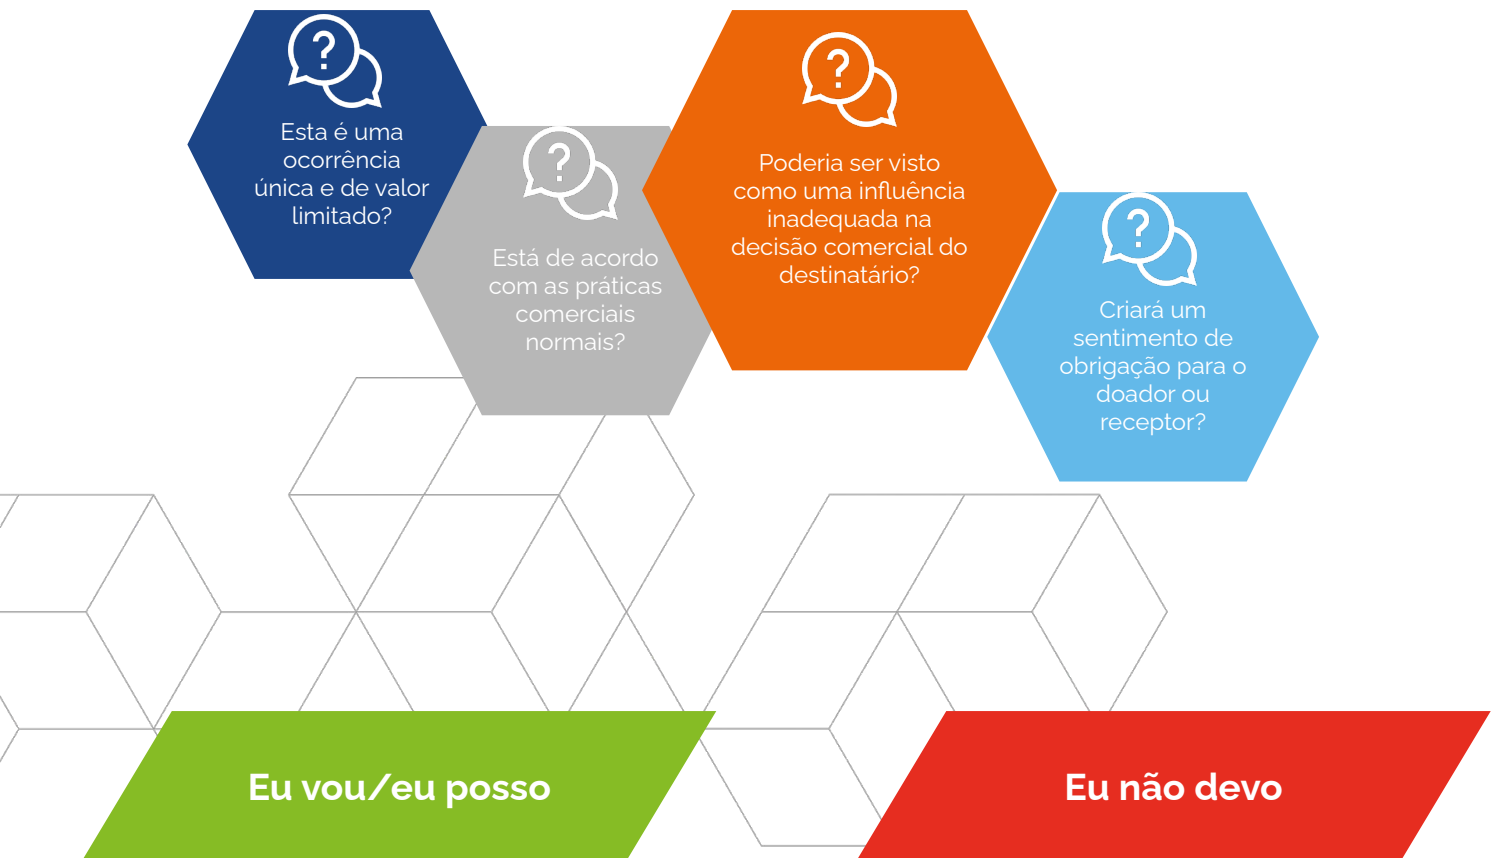 Esta é uma
ocorrência
única e de valor
limitado?
Está de acordo
com as práticas
comerciais
normais?
Poderia ser visto
como uma influência
inadequada na
decisão comercial do
destinatário?
Criará um
sentimento de
obrigação para o
doador ou
receptor?
Eu vou/eu posso
Eu não devo